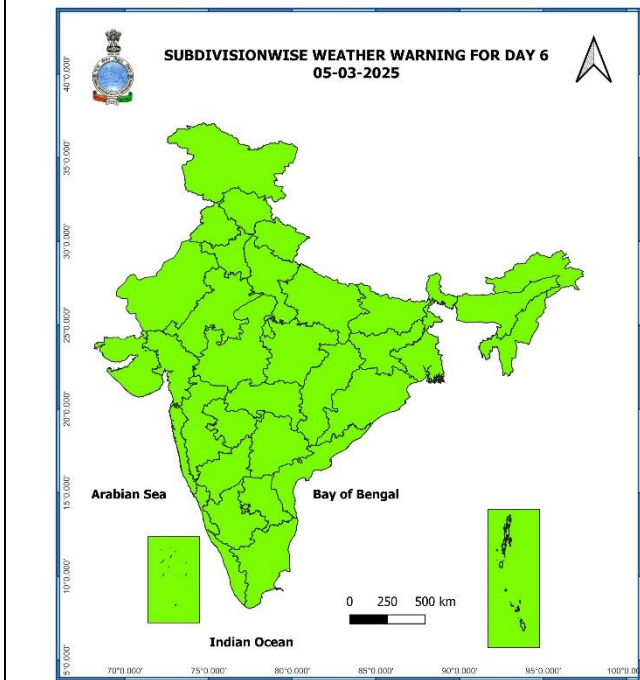 SUBDIVISIONWISE WEATHER WARNING FOR DAY 6
05-03-2025
40°0.000'
35°0.000'
30°0.000'
25°0.000'
20°0.000'
15°0.000'
10°0.000'
5°0.000'
Arabian Sea
Bay of Bengal
0 250 500 km
Indian Ocean
70°0.000' 75°0.000' 80°0.000' 85°0.000' 90°0.000' 95°0.000' 100°0.00